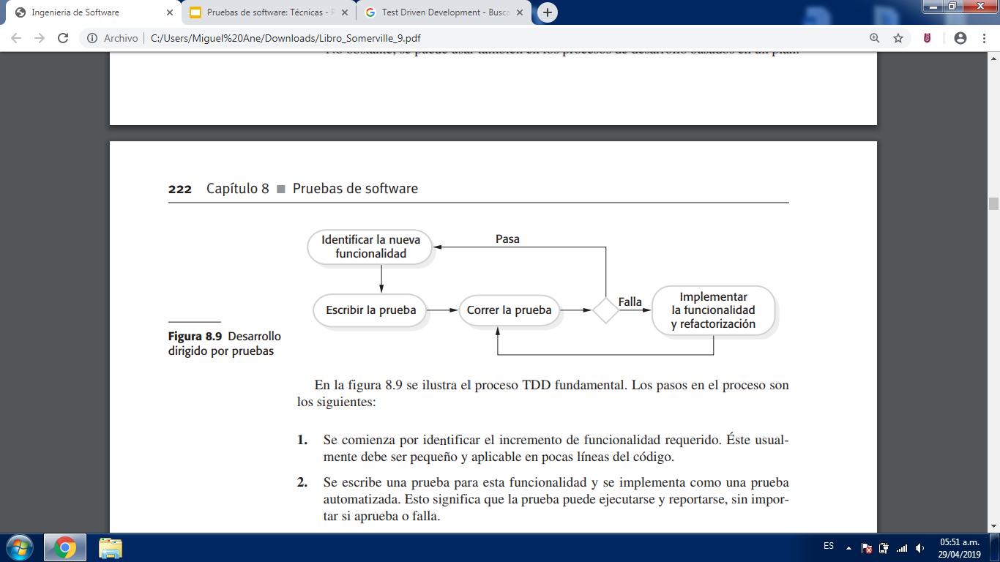 Ingenieria de Software
Pruebas de software: Técnicas - P
Test Driven Development - Busca
Archivo
C:/Users/Miguel%20Ane/Downloads/Libro_Somerville_9.pdf
No obstante, se puede usar también en los procesos de desarrollo basados en un plan.
222 Capítulo 8 ■ Pruebas de software
Identificar la nueva
funcionalidad
Pasa
Escribir la prueba
Correr la prueba
Falla
Implementar
la funcionalidad
y refactorización
Figura 8.9 Desarrollo
dirigido por pruebas
En la figura 8.9 se ilustra el proceso TDD fundamental. Los pasos en el proceso son
los siguientes:
1. Se comienza por identificar el incremento de funcionalidad requerido. Éste usual-
mente debe ser pequeño y aplicable en pocas líneas del código.
2. Se escribe una prueba para esta funcionalidad y se implementa como una prueba
automatizada. Esto significa que la prueba puede ejecutarse y reportarse, sin impor-
tar si aprueba o falla.
ES
05:51 a.m.
29/04/2019